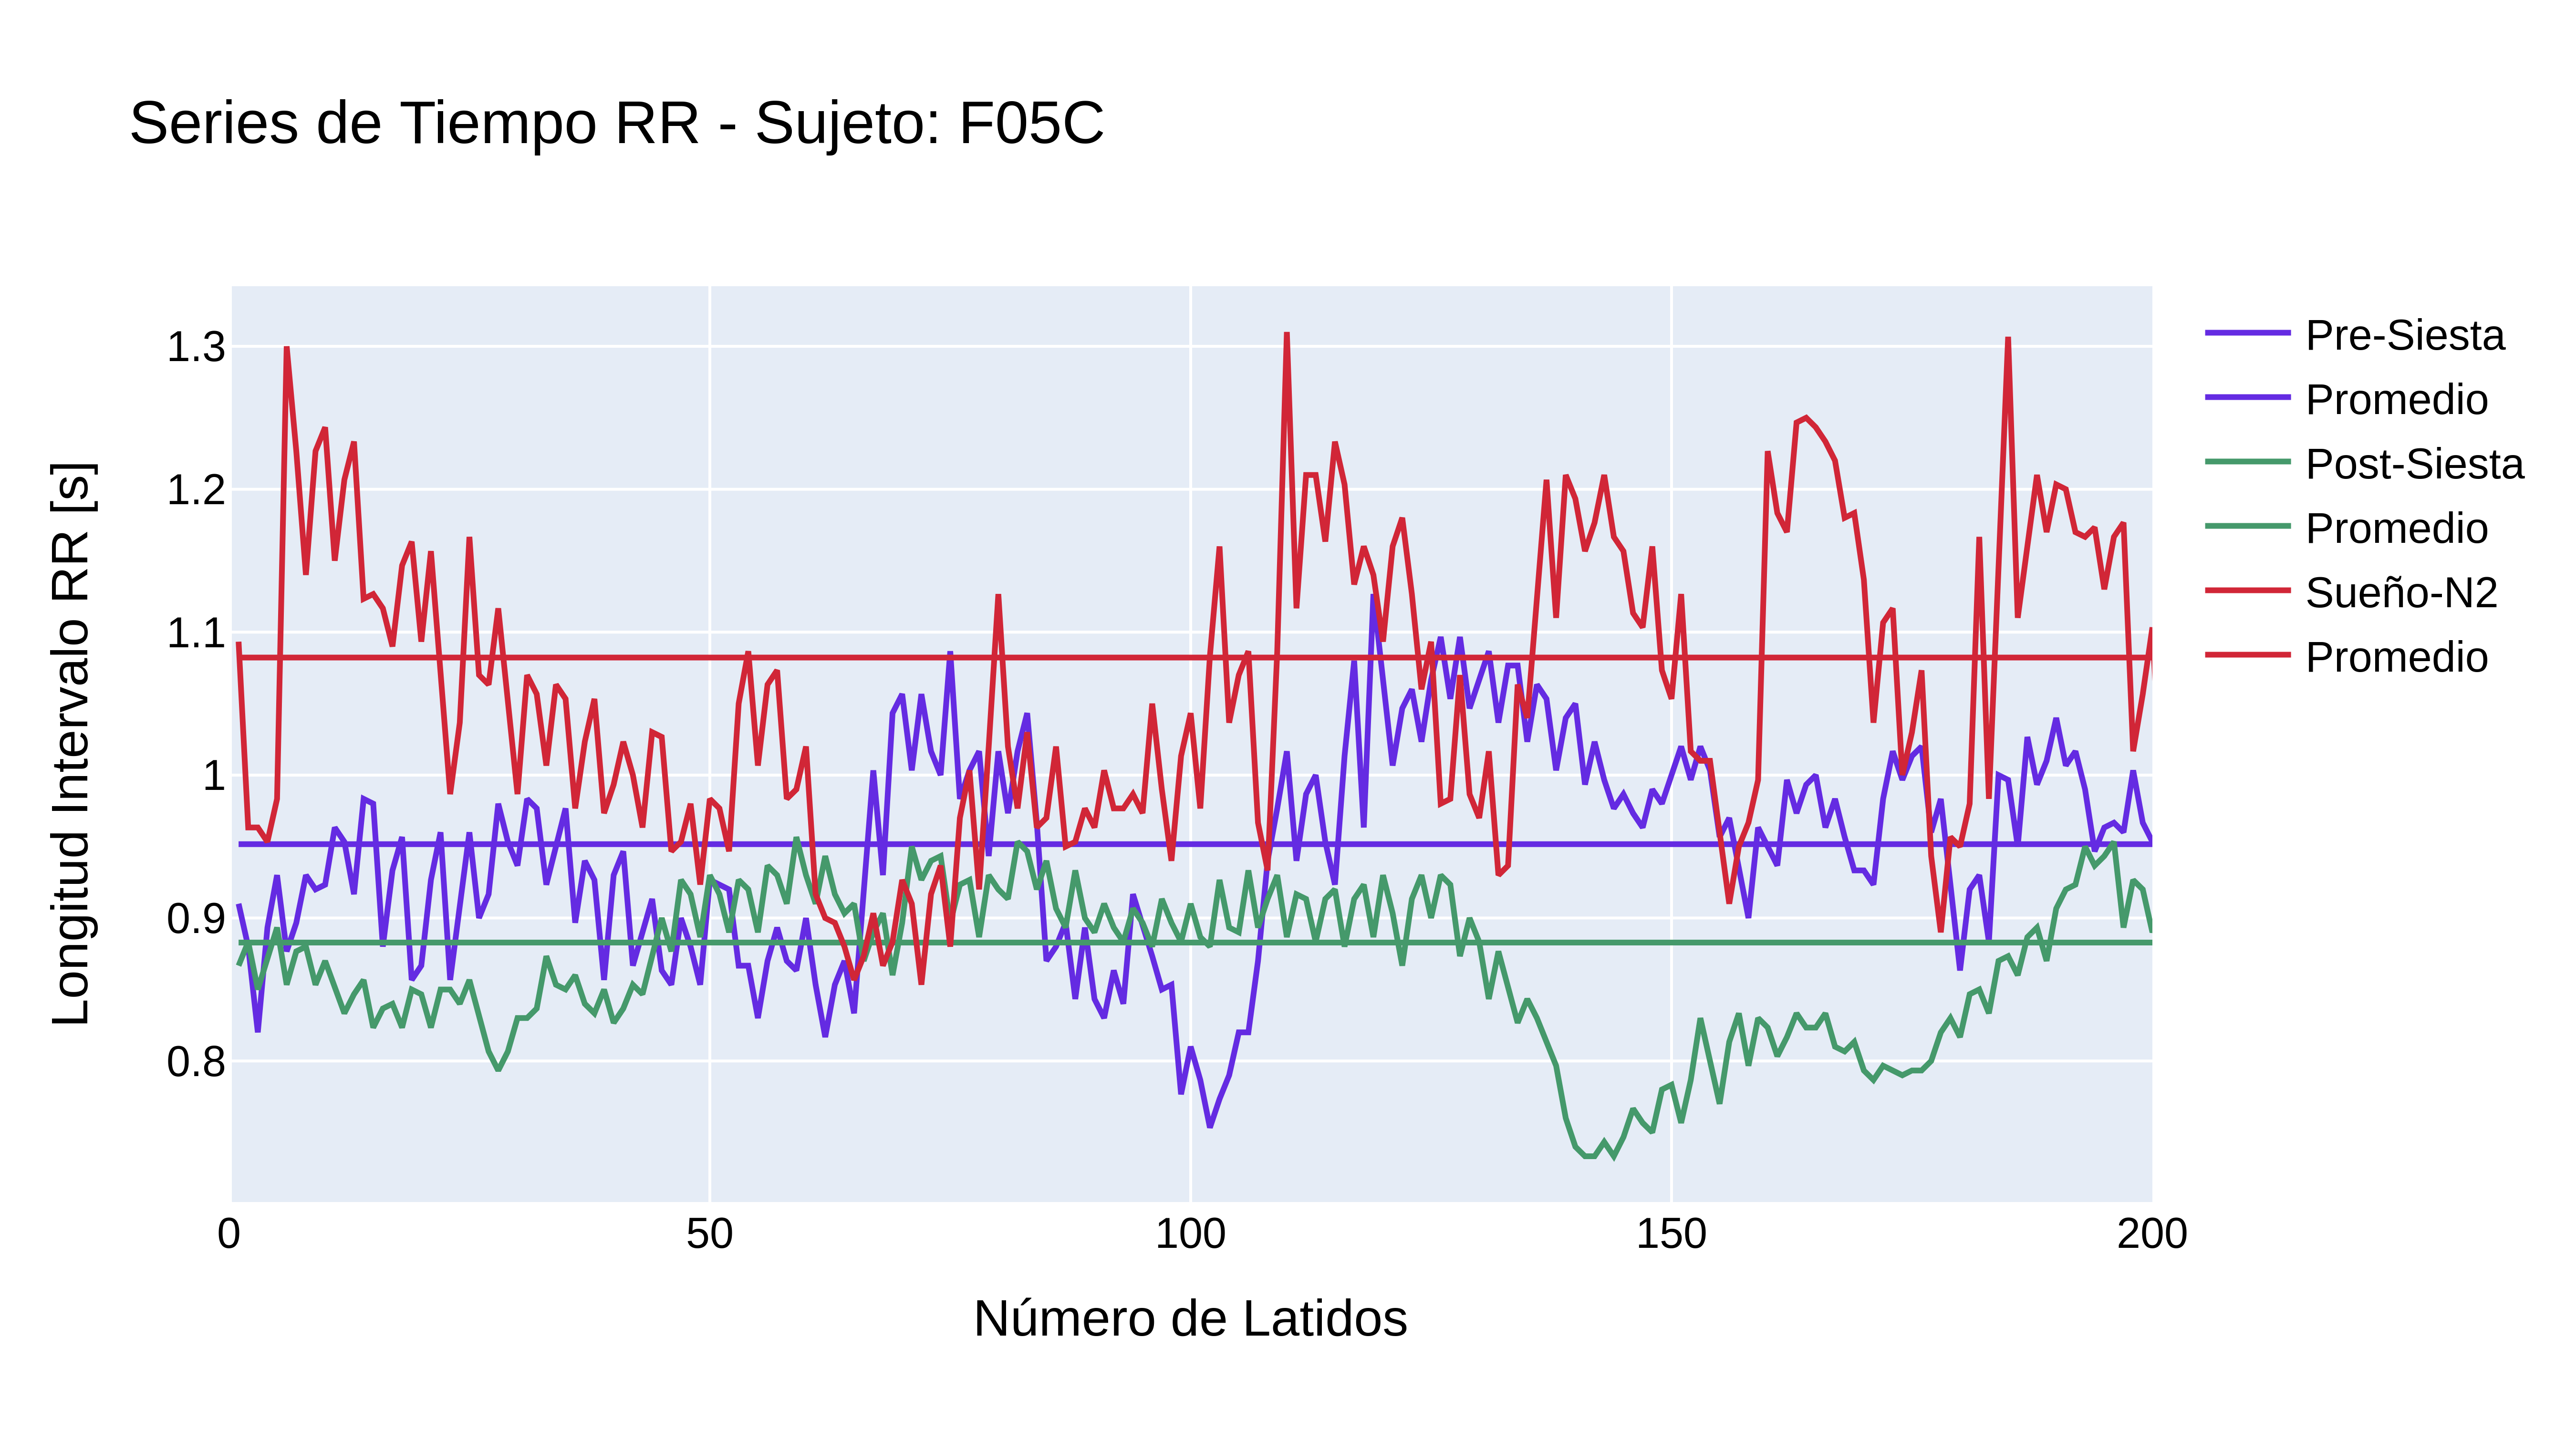 Series de Tiempo RR - Sujeto: F05C
Longitud Intervalo RR [s]
1.3
1.2
1.1
1
0.9
0.8
0
50
100
150
200
Número de Latidos
Pre-Siesta
Promedio
Post-Siesta
Promedio
Sueño-N2
Promedio